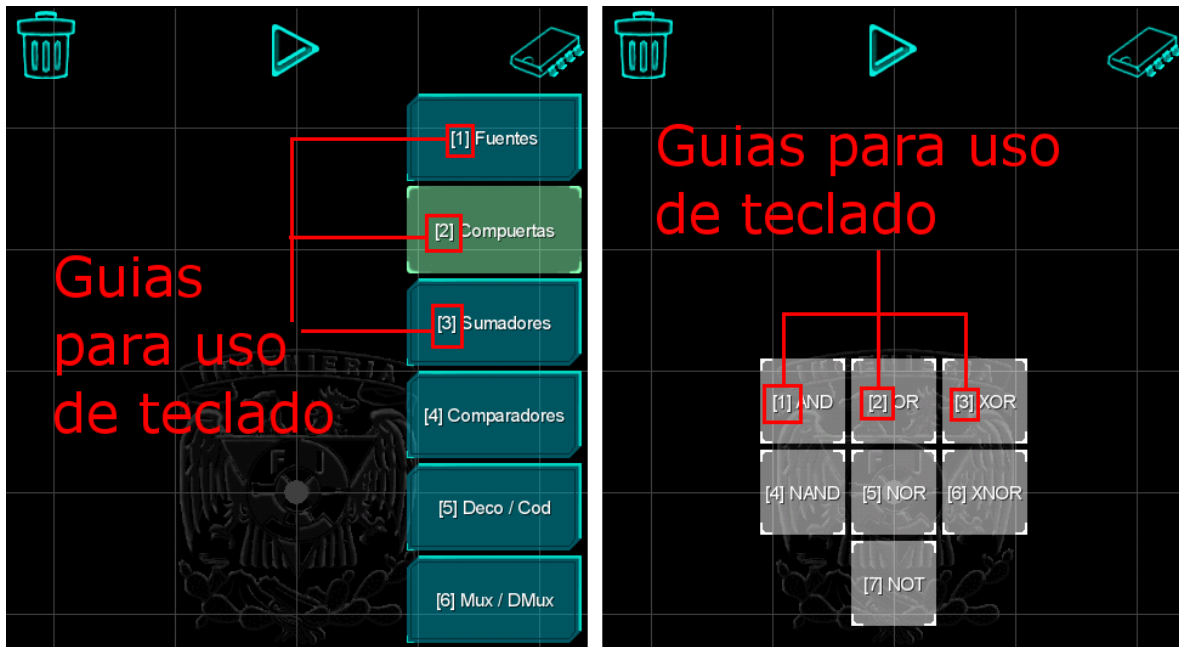 [1] Fuentes
[2] Compuertas
Guias
para uso
de teclado
[3] Sumadores
[4] Comparadores
[5] Deco / Cod
[6] Mux / DMux
INGENIERIA
F I
Guias para uso
de teclado
[1] AND [2] OR [3] XOR
[4] NAND [5] NOR [6] XNOR
[7] NOT